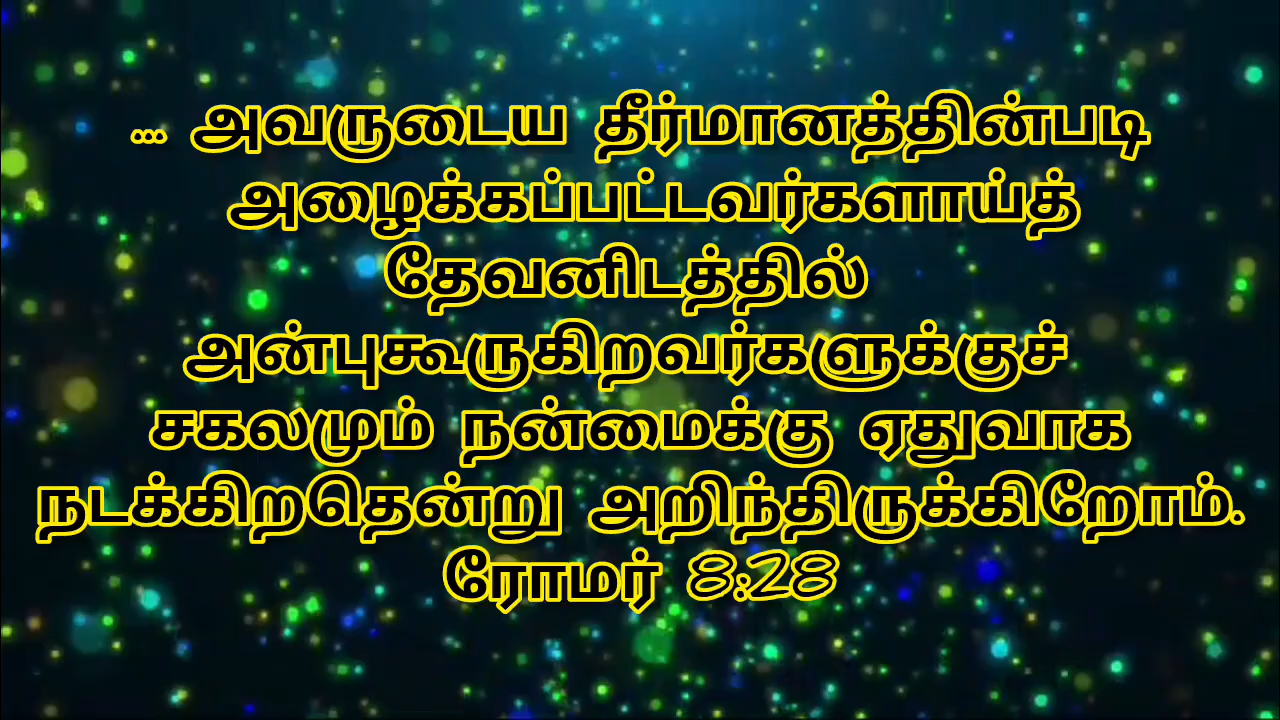 ... அவருடைய தீர்மானத்தின்படி
அழைக்கப்பட்டவர்களாய்த்
தேவனிடத்தில்
அன்புகூருகிறவர்களுக்குச்
சகலமும் நன்மைக்கு ஏதுவாக
நடக்கிறதென்று அறிந்திருக்கிறோம்.
ரோமர் 8:28